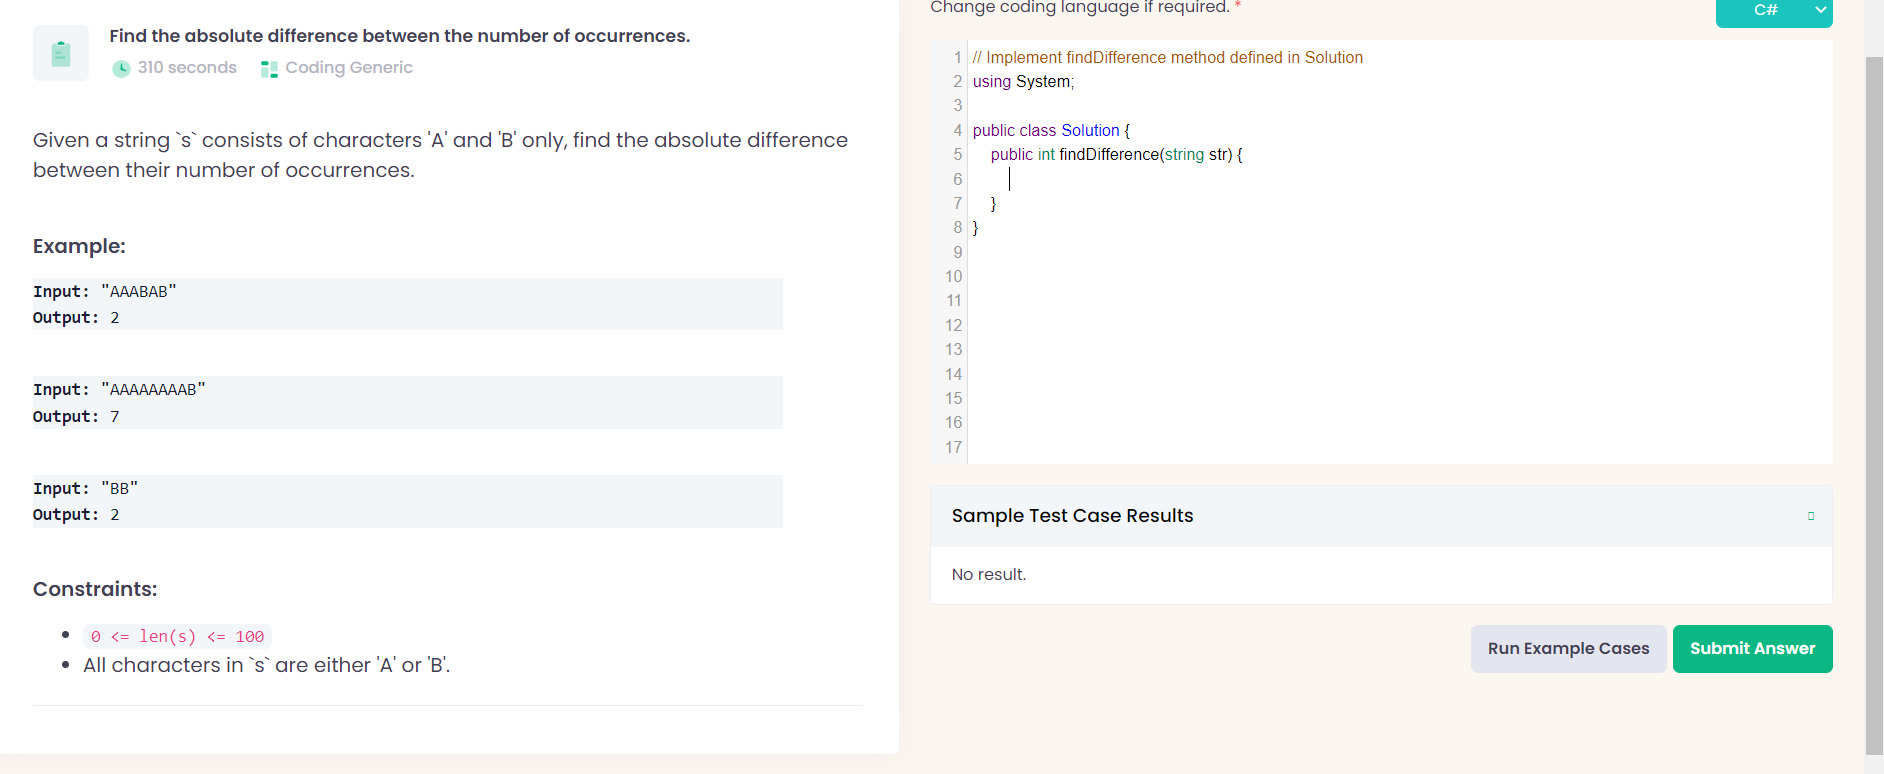 Find the absolute difference between the number of occurrences.
310 seconds Coding Generic
Given a string `s` consists of characters 'A' and 'B' only, find the absolute difference
between their number of occurrences.
Example:
Input: "AAABAB"
Output: 2
Input: "AAAAAAAAB"
Output: 7
Input: "BB"
Output: 2
Constraints:
0 <= len(s) <= 100
All characters in `s` are either 'A' or 'B'.
Change coding language if required. *
C#
1 // Implement findDifference method defined in Solution
2 using System;
3
4 public class Solution {
5 public int findDifference(string str) {
6
7 }
8 }
9
10
11
12
13
14
15
16
17
Sample Test Case Results
No result.
Run Example Cases Submit Answer